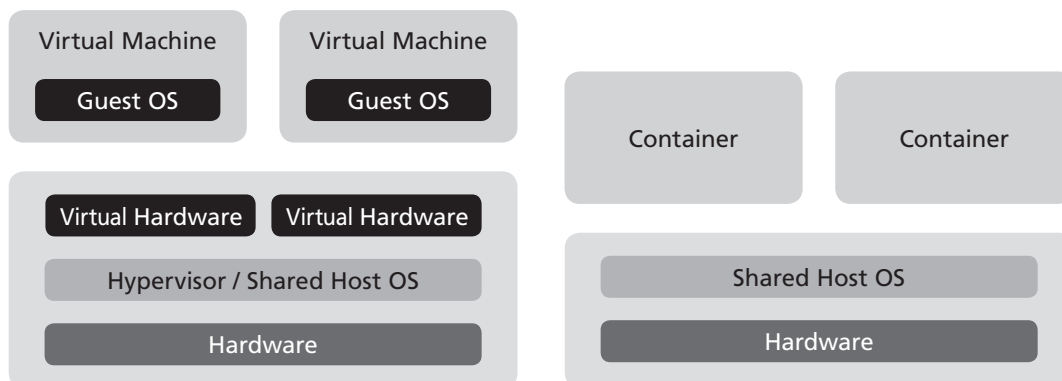 Virtual Machine
Guest OS
Virtual Machine
Guest OS
Virtual Hardware
Virtual Hardware
Hypervisor / Shared Host OS
Hardware
Container
Container
Shared Host OS
Hardware